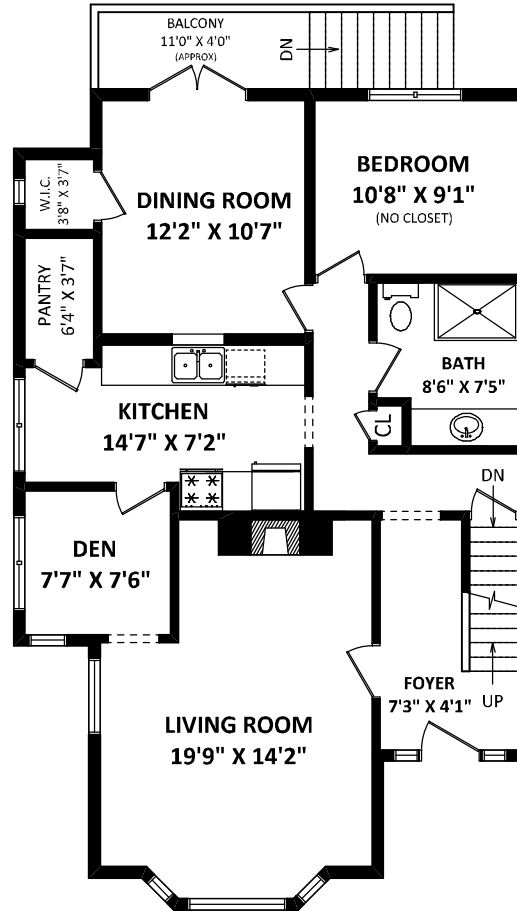 BALCONY
11'0" X 4'0"
(APPROX)
DN
W.I.C.
3'8" X 3'7"
DINING ROOM
12'2" X 10'7"
BEDROOM
10'8" X 9'1"
(NO CLOSET)
PANTRY
6'4" X 3'7"
BATH
8'6" X 7'5"
KITCHEN
14'7" X 7'2"
CL
DN
DEN
7'7" X 7'6"
FOYER
7'3" X 4'1"
UP
LIVING ROOM
19'9" X 14'2"